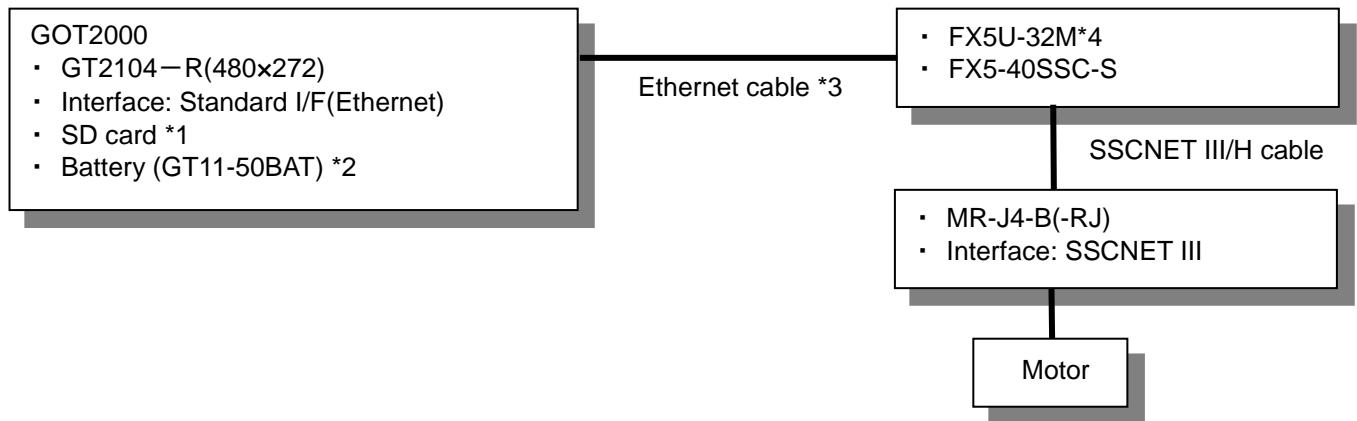 GOT2000
・ GT2104－R(480×272)
・ Interface: Standard I/F(Ethernet)
・ SD card *1
・ Battery (GT11-50BAT) *2
Ethernet cable *3
・ FX5U-32M*4
・ FX5-40SSC-S
SSCNET III/H cable
・ MR-J4-B(-RJ)
・ Interface: SSCNET III
Motor